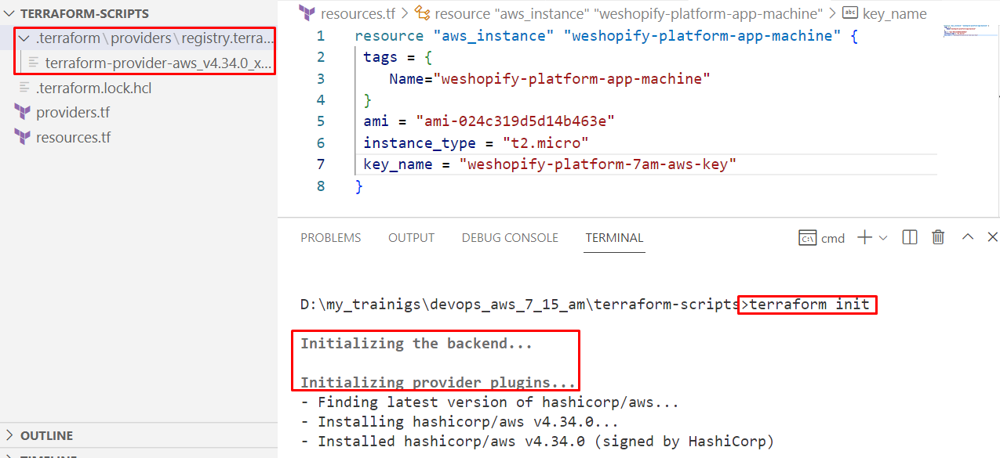 TERRAFORM-SCRIPTS
.terraform\providers\registry.terra...
terraform-provider-aws_v4.34.0_x...
.terraform.lock.hcl
providers.tf
resources.tf
OUTLINE
TIMELINE
resources.tf > resource "aws_instance" "weshopify-platform-app-machine" > abc key_name
1 resource "aws_instance" "weshopify-platform-app-machine" {
2 tags = {
3 Name="weshopify-platform-app-machine"
4 }
5 ami = "ami-024c319d5d14b463e"
6 instance_type = "t2.micro"
7 key_name = "weshopify-platform-7am-aws-key"
8 }
PROBLEMS OUTPUT DEBUG CONSOLE TERMINAL cmd
D:\my_trainigs\devops_aws_7_15_am\terraform-scripts>terraform init
Initializing the backend...
Initializing provider plugins...
- Finding latest version of hashicorp/aws...
- Installing hashicorp/aws v4.34.0...
- Installed hashicorp/aws v4.34.0 (signed by HashiCorp)